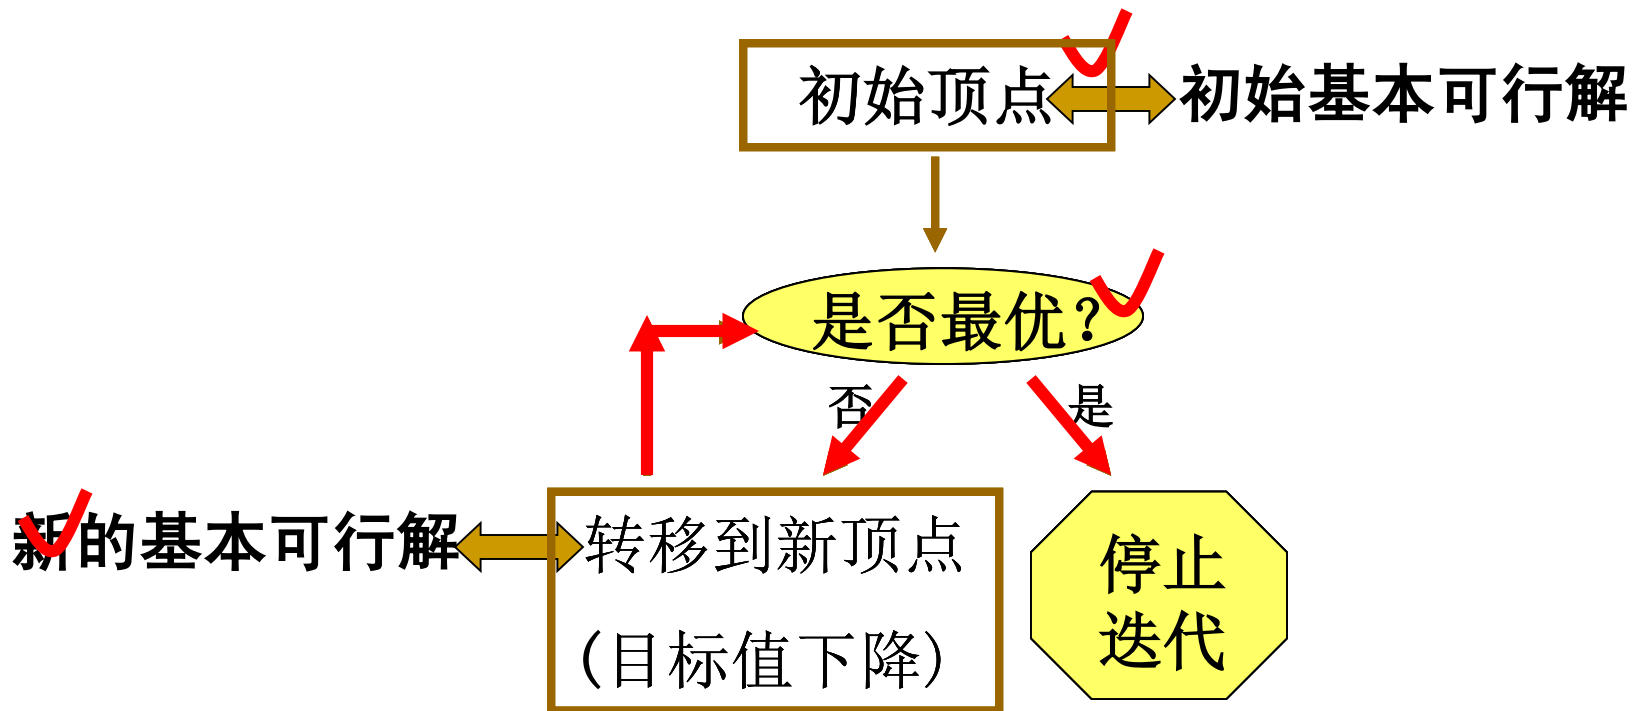 初始顶点
初始基本可行解
是否最优？
否
是
新的基本可行解
转移到新顶点
(目标值下降)
停止
迭代